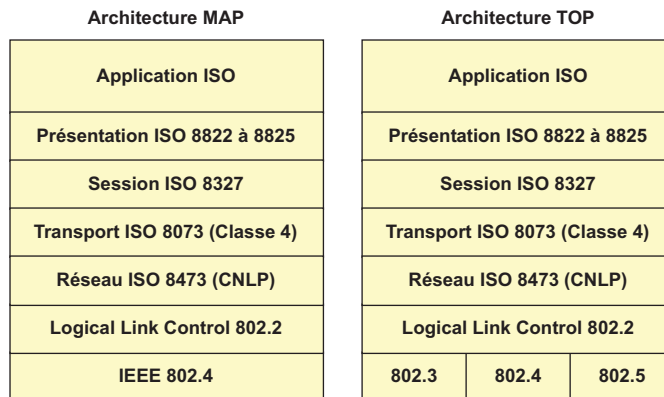 Architecture MAP
Application ISO
Présentation ISO 8822 à 8825
Session ISO 8327
Transport ISO 8073 (Classe 4)
Réseau ISO 8473 (CNLP)
Logical Link Control 802.2
IEEE 802.4
Architecture TOP
Application ISO
Présentation ISO 8822 à 8825
Session ISO 8327
Transport ISO 8073 (Classe 4)
Réseau ISO 8473 (CNLP)
Logical Link Control 802.2
802.3 802.4 802.5